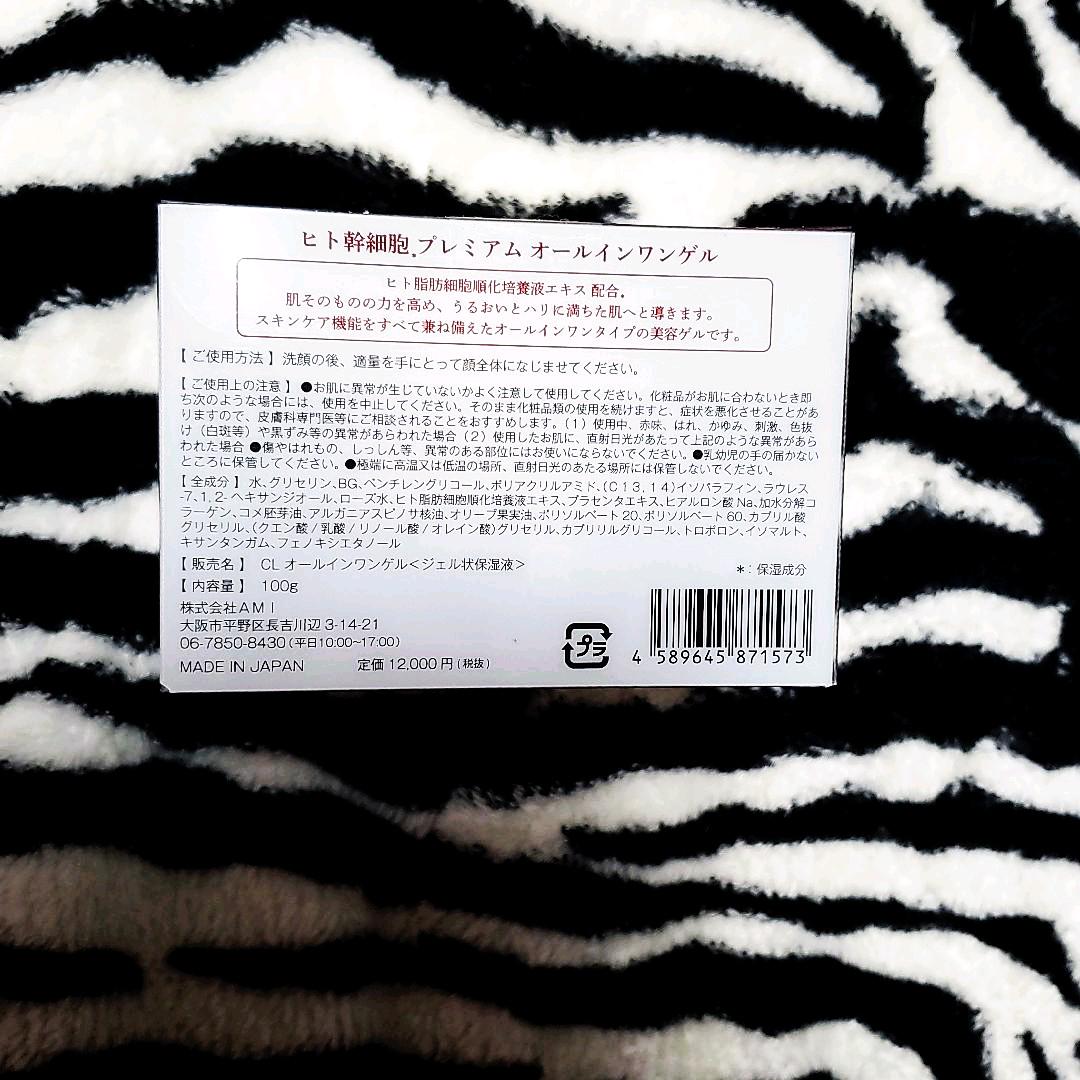 ヒト幹細胞*プレミアム オールインワンゲル
ヒト脂肪細胞順化培養液エキス 配合。
肌そのものの力を高め、うるおいとハリに満ちた肌へと導きます。
スキンケア機能をすべて兼ね備えたオールインワンタイプの美容ゲルです。
【 ご使用方法 】 洗顔の後、適量を手にとって顔全体になじませてください。
【 ご使用上の注意 】 ●お肌に異常が生じていないかよく注意して使用してください。化粧品がお肌に合わないとき即
ち次のような場合には、使用を中止してください。そのまま化粧品類の使用を続けますと、症状を悪化させることがあ
りますので、皮膚科専門医等にご相談されることをおすすめします。(1) 使用中、赤味、はれ、かゆみ、刺激、色抜
け（白斑等）や黒ずみ等の異常があらわれた場合 (2) 使用したお肌に、直射日光があたって上記のような異常があら
われた場合 ●傷やはれもの、しっしん等、異常のある部位にはお使いにならないでください。●乳幼児の手の届かない
ところに保管してください。●極端に高温又は低温の場所、直射日光のあたる場所には保管しないでください。
【 全成分 】 水、グリセリン、BG、ペンチレングリコール、ポリアクリルアミド、(C13,14)イソパラフィン、ラウレス
-7、1,2-ヘキサンジオール、ローズ水、ヒト脂肪細胞順化培養液エキス、プラセンタエキス、ヒアルロン酸Na、加水分解コ
ラーゲン、コメ胚芽油、アルガニアスピノサ核油、オリーブ果実油、ポリソルベート20、ポリソルベート60、カプリル酸
グリセリル、(クエン酸/乳酸/リノール酸/オレイン酸)グリセリル、カプリリルグリコール、トロポロン、イソマルト、
キサンタンガム、フェノキシエタノール
【 販売名 】 CL オールインワンゲル＜ジェル状保湿液＞
＊：保湿成分
【 内容量 】 100g
株式会社ＡＭＩ
大阪市平野区長吉川辺 3-14-21
06-7850-8430 (平日10:00~17:00)
MADE IN JAPAN 定価 12,000 円 (税抜)
プラ
4 589645 871573